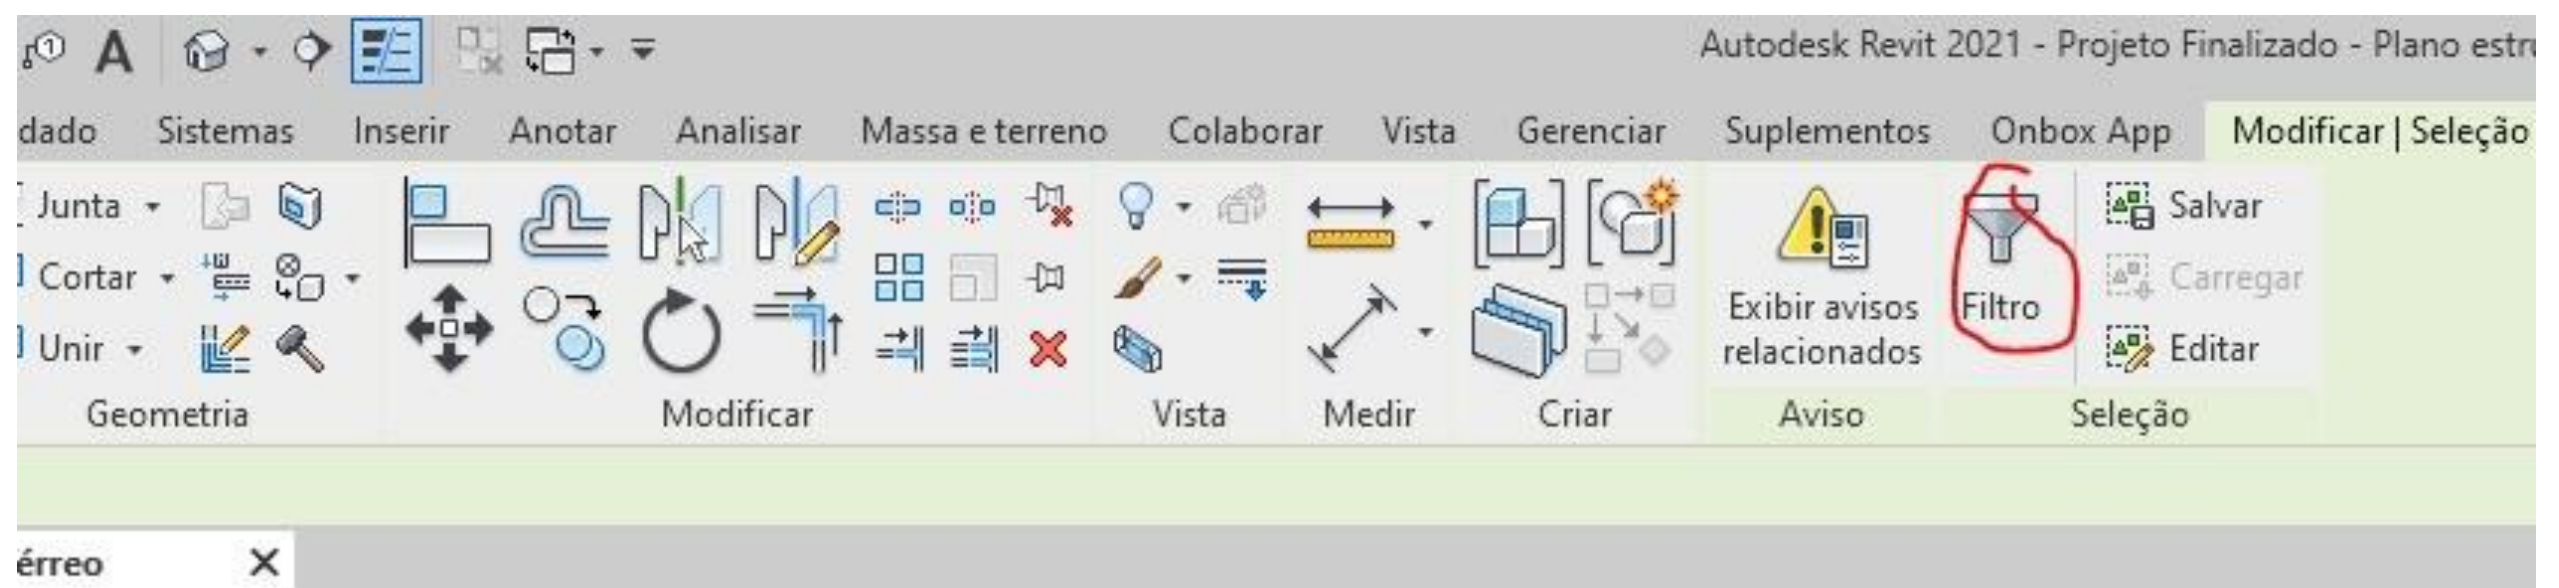 1 A
Autodesk Revit 2021 - Projeto Finalizado - Plano estru
dado Sistemas Inserir Anotar Analisar Massa e terreno Colaborar Vista Gerenciar Suplementos Onbox App Modificar | Seleção
Junta
Cortar
Unir
Exibir avisos
relacionados
Filtro
Salvar
Carregar
Editar
Geometria Modificar Vista Medir Criar Aviso Seleção
érreo